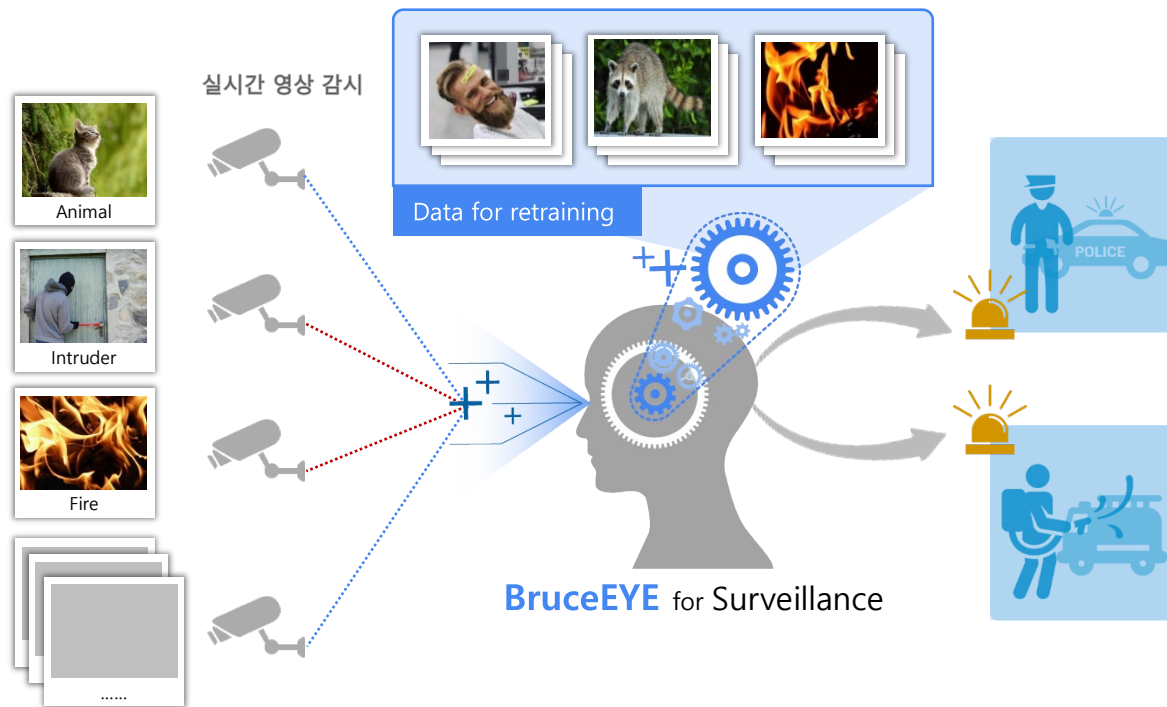 실시간 영상 감시
Animal
Intruder
Fire
......
Data for retraining
POLICE
BruceEYE for Surveillance